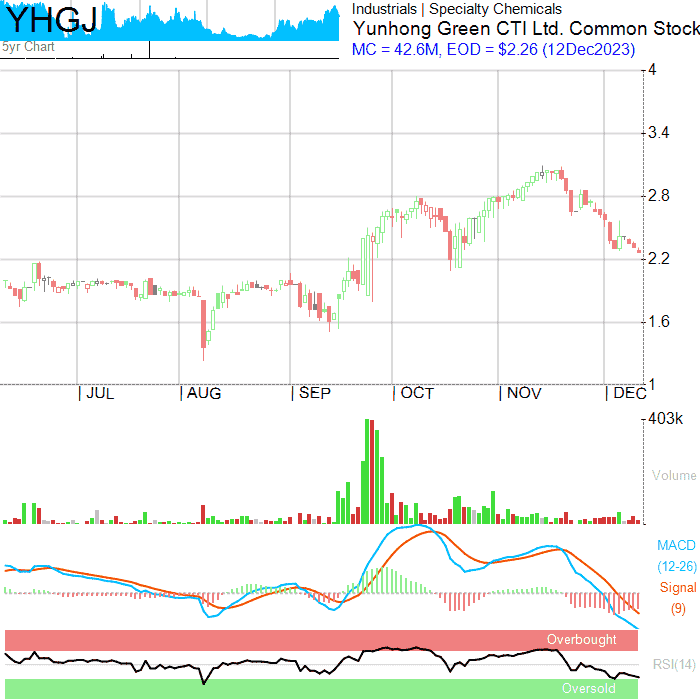 YHGJ
5yr Chart
Industrials | Specialty Chemicals
Yunhong Green CTI Ltd. Common Stock
MC = 42.6M, EOD = $2.26 (12Dec2023)
4
3.4
2.8
2.2
1.6
1
JUL
AUG
SEP
OCT
NOV
DEC
403k
Volume
MACD
(12-26)
Signal
(9)
Overbought
RSI(14)
Oversold